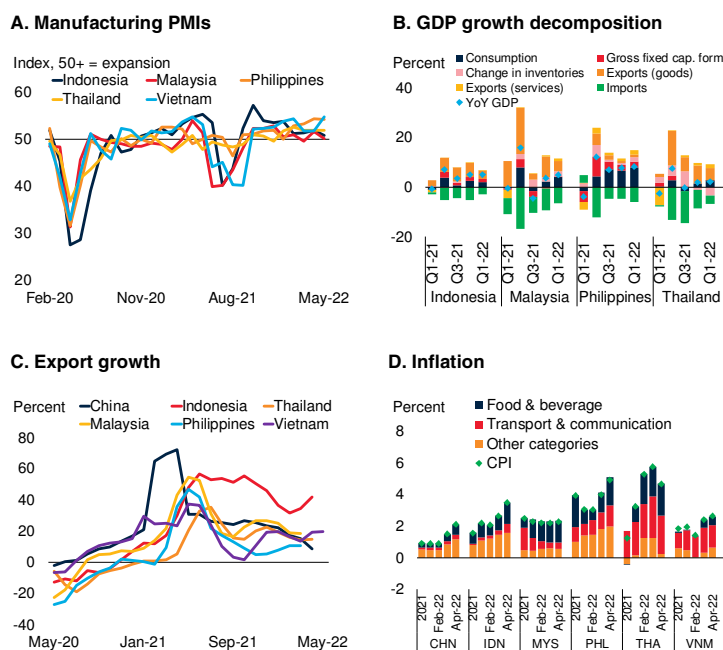 A. Manufacturing PMIs
Index, 50+ = expansion
Indonesia Malaysia Philippines
Thailand Vietnam
60
50
40
30
20
Feb-20 Nov-20 Aug-21 May-22
B. GDP growth decomposition
Percent
Consumption Gross fixed cap. form
Change in inventories Exports (goods)
Exports (services) Imports
YoY GDP
40
20
0
-20
Q1-21 Q3-21 Q1-22 Q1-21 Q3-21 Q1-22 Q1-21 Q3-21 Q1-22 Q1-21 Q3-21 Q1-22
Indonesia Malaysia Philippines Thailand
C. Export growth
Percent
China Indonesia Thailand
Malaysia Philippines Vietnam
80
60
40
20
0
-20
-40
May-20 Jan-21 Sep-21 May-22
D. Inflation
Percent
Food & beverage
Transport & communication
Other categories
CPI
8
6
4
2
0
-2
2021 Feb-22 Apr-22 2021 Feb-22 Apr-22 2021 Feb-22 Apr-22 2021 Feb-22 Apr-22 2021 Feb-22 Apr-22 2021 Feb-22 Apr-22
CHN IDN MYS PHL THA VNM